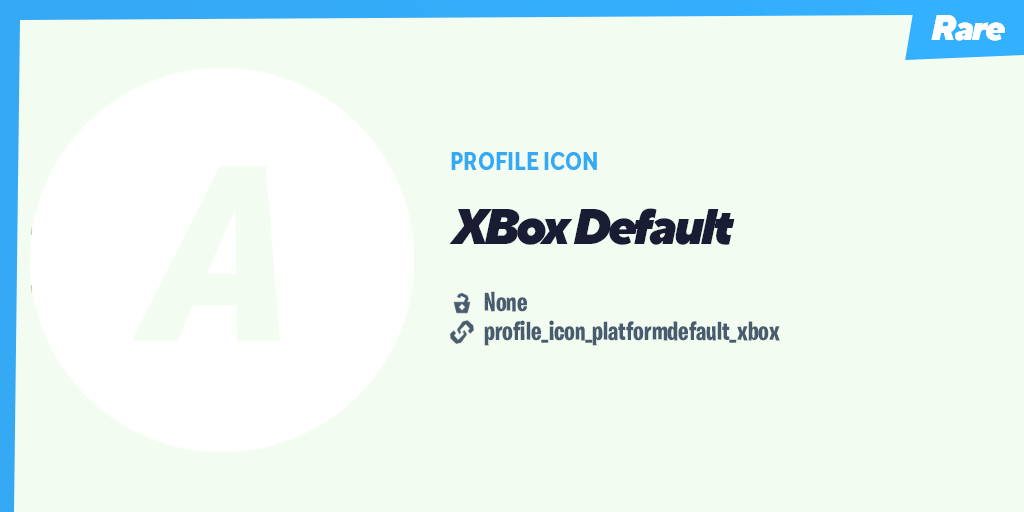 Rare
A
PROFILE ICON
XBox Default
None
profile_icon_platformdefault_xbox